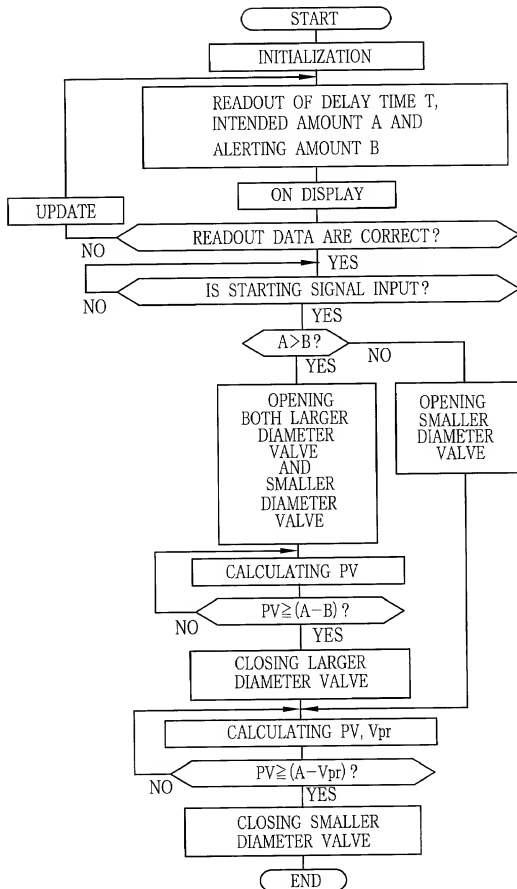 START
INITIALIZATION
READOUT OF DELAY TIME T,
INTENDED AMOUNT A AND
ALERTING AMOUNT B
ON DISPLAY
UPDATE
READOUT DATA ARE CORRECT?
NO
YES
IS STARTING SIGNAL INPUT?
NO
YES
A>B?
NO
YES
OPENING
BOTH LARGER
DIAMETER
VALVE
AND
SMALLER
DIAMETER
VALVE
OPENING
SMALLER
DIAMETER
VALVE
CALCULATING PV
PV≧(A-B) ?
NO
YES
CLOSING LARGER
DIAMETER VALVE
CALCULATING PV, Vpr
PV≧(A-Vpr) ?
NO
YES
CLOSING SMALLER
DIAMETER VALVE
END